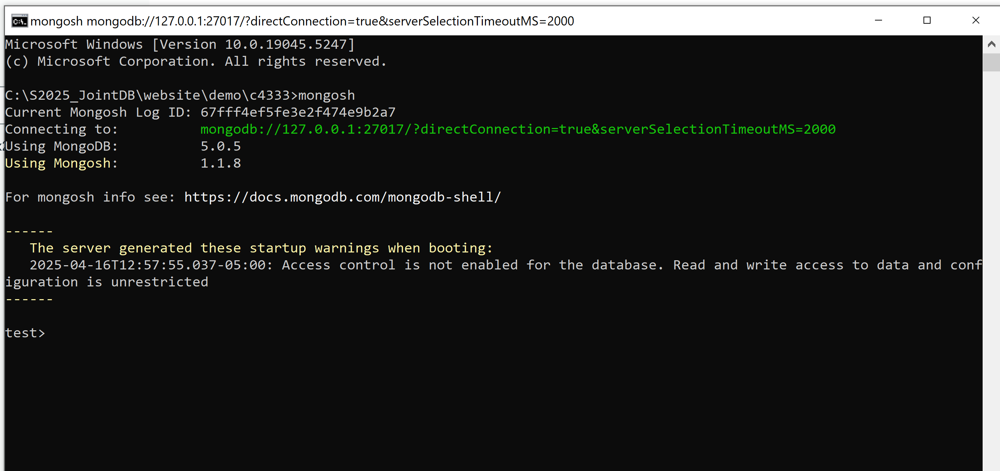 mongosh mongodb://127.0.0.1:27017/?directConnection=true&serverSelectionTimeoutMS=2000
Microsoft Windows [Version 10.0.19045.5247]
(c) Microsoft Corporation. All rights reserved.
C:\S2025_JointDB\website\demo\c4333>mongosh
Current Mongosh Log ID: 67fff4ef5fe3e2f474e9b2a7
Connecting to:          mongodb://127.0.0.1:27017/?directConnection=true&serverSelectionTimeoutMS=2000
Using MongoDB:          5.0.5
Using Mongosh:          1.1.8
For mongosh info see: https://docs.mongodb.com/mongodb-shell/
------
   The server generated these startup warnings when booting:
   2025-04-16T12:57:55.037-05:00: Access control is not enabled for the database. Read and write access to data and conf
iguration is unrestricted
------
test>